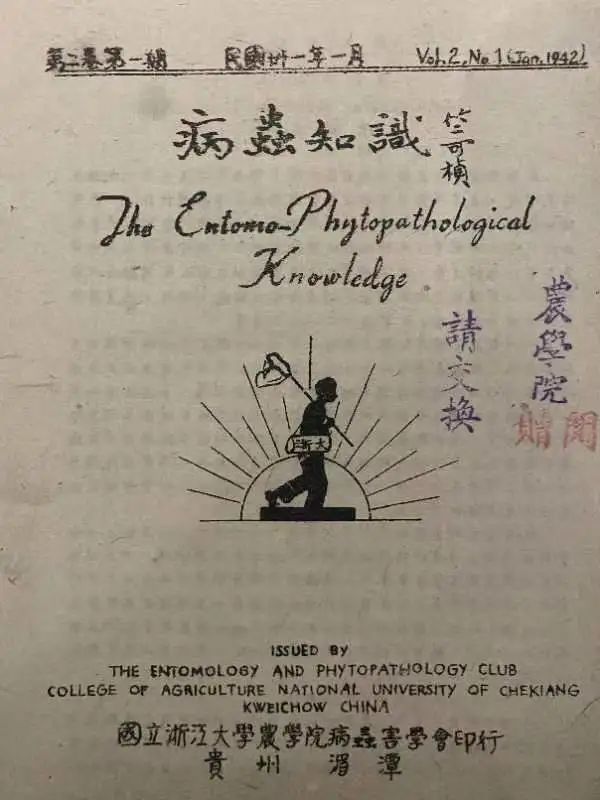 第二卷第一期 民國卅一年一月 Vol.2, No.1 (Jan. 1942)
病蟲知識
竺可楨
The Entomo-Phytopathological
Knowledge
農學院
請交換
贈閱
大浙
ISSUED BY
THE ENTOMOLOGY AND PHYTOPATHOLOGY CLUB
COLLEGE OF AGRICULTURE NATIONAL UNIVERSITY OF CHEKIANG
KWEICHOW CHINA
國立浙江大學農學院病蟲害學會印行
貴州 湄潭